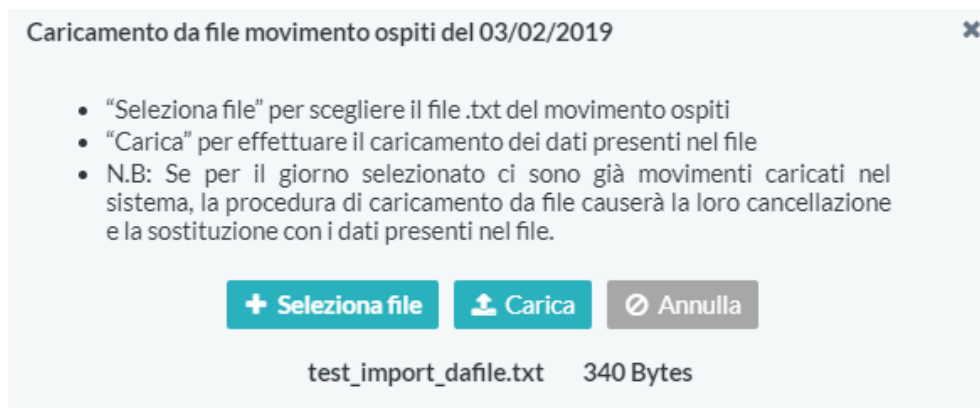 Caricamento da file movimento ospiti del 03/02/2019
• “Seleziona file” per scegliere il file .txt del movimento ospiti
• “Carica” per effettuare il caricamento dei dati presenti nel file
• N.B: Se per il giorno selezionato ci sono già movimenti caricati nel
sistema, la procedura di caricamento da file causerà la loro cancellazione
e la sostituzione con i dati presenti nel file.
Seleziona file Carica Annulla
test_import_dafile.txt 340 Bytes